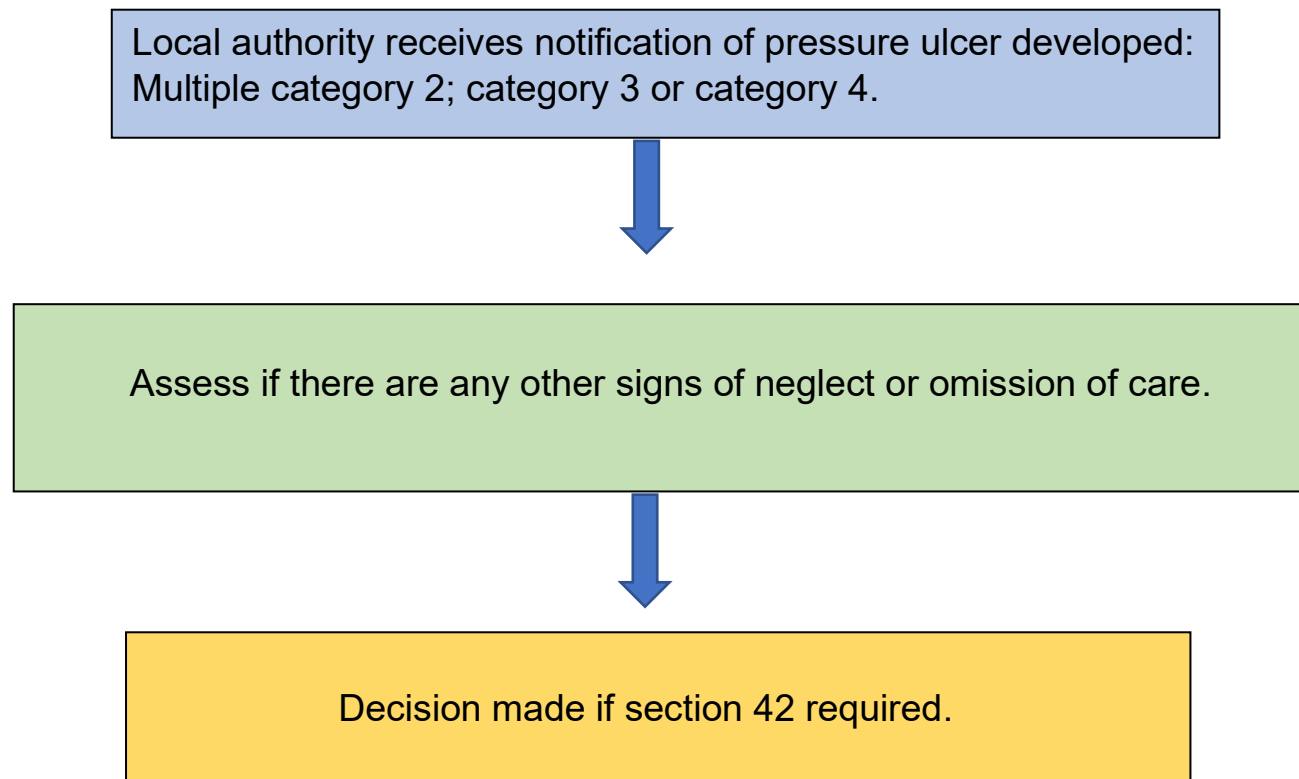 Local authority receives notification of pressure ulcer developed:
Multiple category 2; category 3 or category 4.
Assess if there are any other signs of neglect or omission of care.
Decision made if section 42 required.